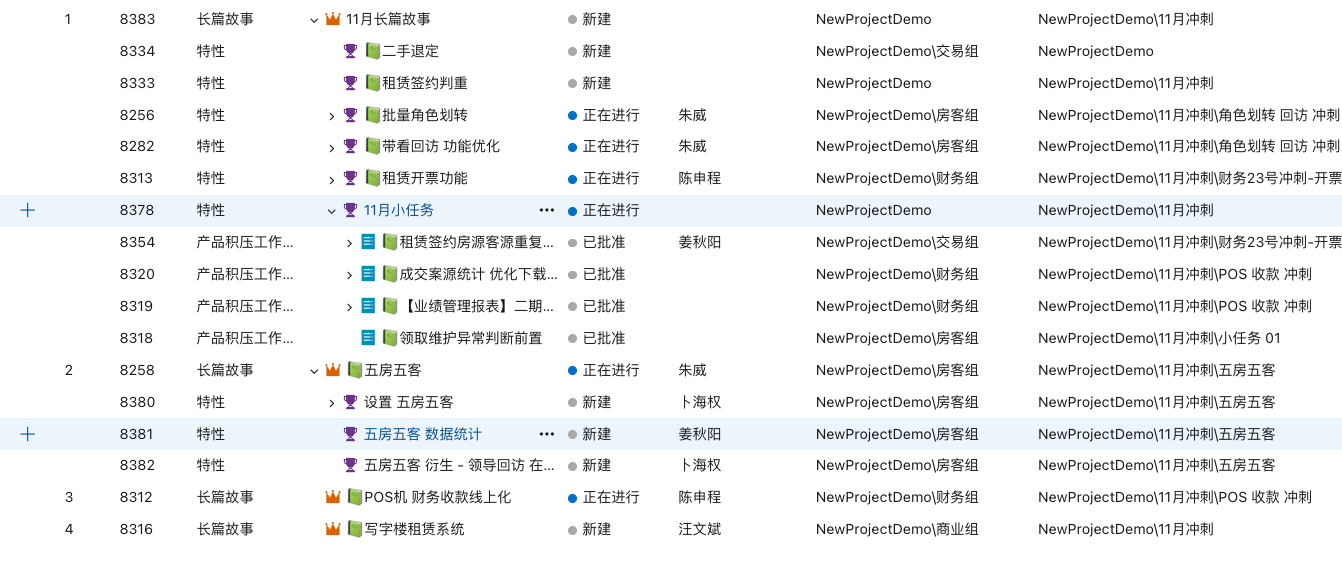 1 8383 长篇故事 11月长篇故事 新建 NewProjectDemo NewProjectDemo\11月冲刺
8334 特性 二手退定 新建 NewProjectDemo\交易组 NewProjectDemo
8333 特性 租赁签约判重 新建 NewProjectDemo NewProjectDemo\11月冲刺
8256 特性 批量角色划转 正在进行 朱威 NewProjectDemo\房客组 NewProjectDemo\11月冲刺\角色划转 回访 冲刺
8282 特性 带看回访 功能优化 正在进行 朱威 NewProjectDemo\房客组 NewProjectDemo\11月冲刺\角色划转 回访 冲刺
8313 特性 租赁开票功能 正在进行 陈申程 NewProjectDemo\财务组 NewProjectDemo\11月冲刺\财务23号冲刺-开票
8378 特性 11月小任务 ••• 正在进行 NewProjectDemo NewProjectDemo\11月冲刺
8354 产品积压工作... 租赁签约房源客源重复... 已批准 姜秋阳 NewProjectDemo\交易组 NewProjectDemo\11月冲刺\财务23号冲刺-开票
8320 产品积压工作... 成交案源统计 优化下载... 已批准 NewProjectDemo\财务组 NewProjectDemo\11月冲刺\POS 收款 冲刺
8319 产品积压工作... 【业绩管理报表】二期... 已批准 NewProjectDemo\财务组 NewProjectDemo\11月冲刺\POS 收款 冲刺
8318 产品积压工作... 领取维护异常判断前置 已批准 NewProjectDemo\房客组 NewProjectDemo\11月冲刺\小任务 01
2 8258 长篇故事 五房五客 正在进行 朱威 NewProjectDemo\房客组 NewProjectDemo\11月冲刺\五房五客
8380 特性 设置 五房五客 新建 卜海权 NewProjectDemo\房客组 NewProjectDemo\11月冲刺\五房五客
8381 特性 五房五客 数据统计 ••• 新建 姜秋阳 NewProjectDemo\房客组 NewProjectDemo\11月冲刺\五房五客
8382 特性 五房五客 衍生 - 领导回访 在... 新建 卜海权 NewProjectDemo\房客组 NewProjectDemo\11月冲刺\五房五客
3 8312 长篇故事 POS机 财务收款线上化 正在进行 陈申程 NewProjectDemo\财务组 NewProjectDemo\11月冲刺\POS 收款 冲刺
4 8316 长篇故事 写字楼租赁系统 新建 汪文斌 NewProjectDemo\商业组 NewProjectDemo\11月冲刺